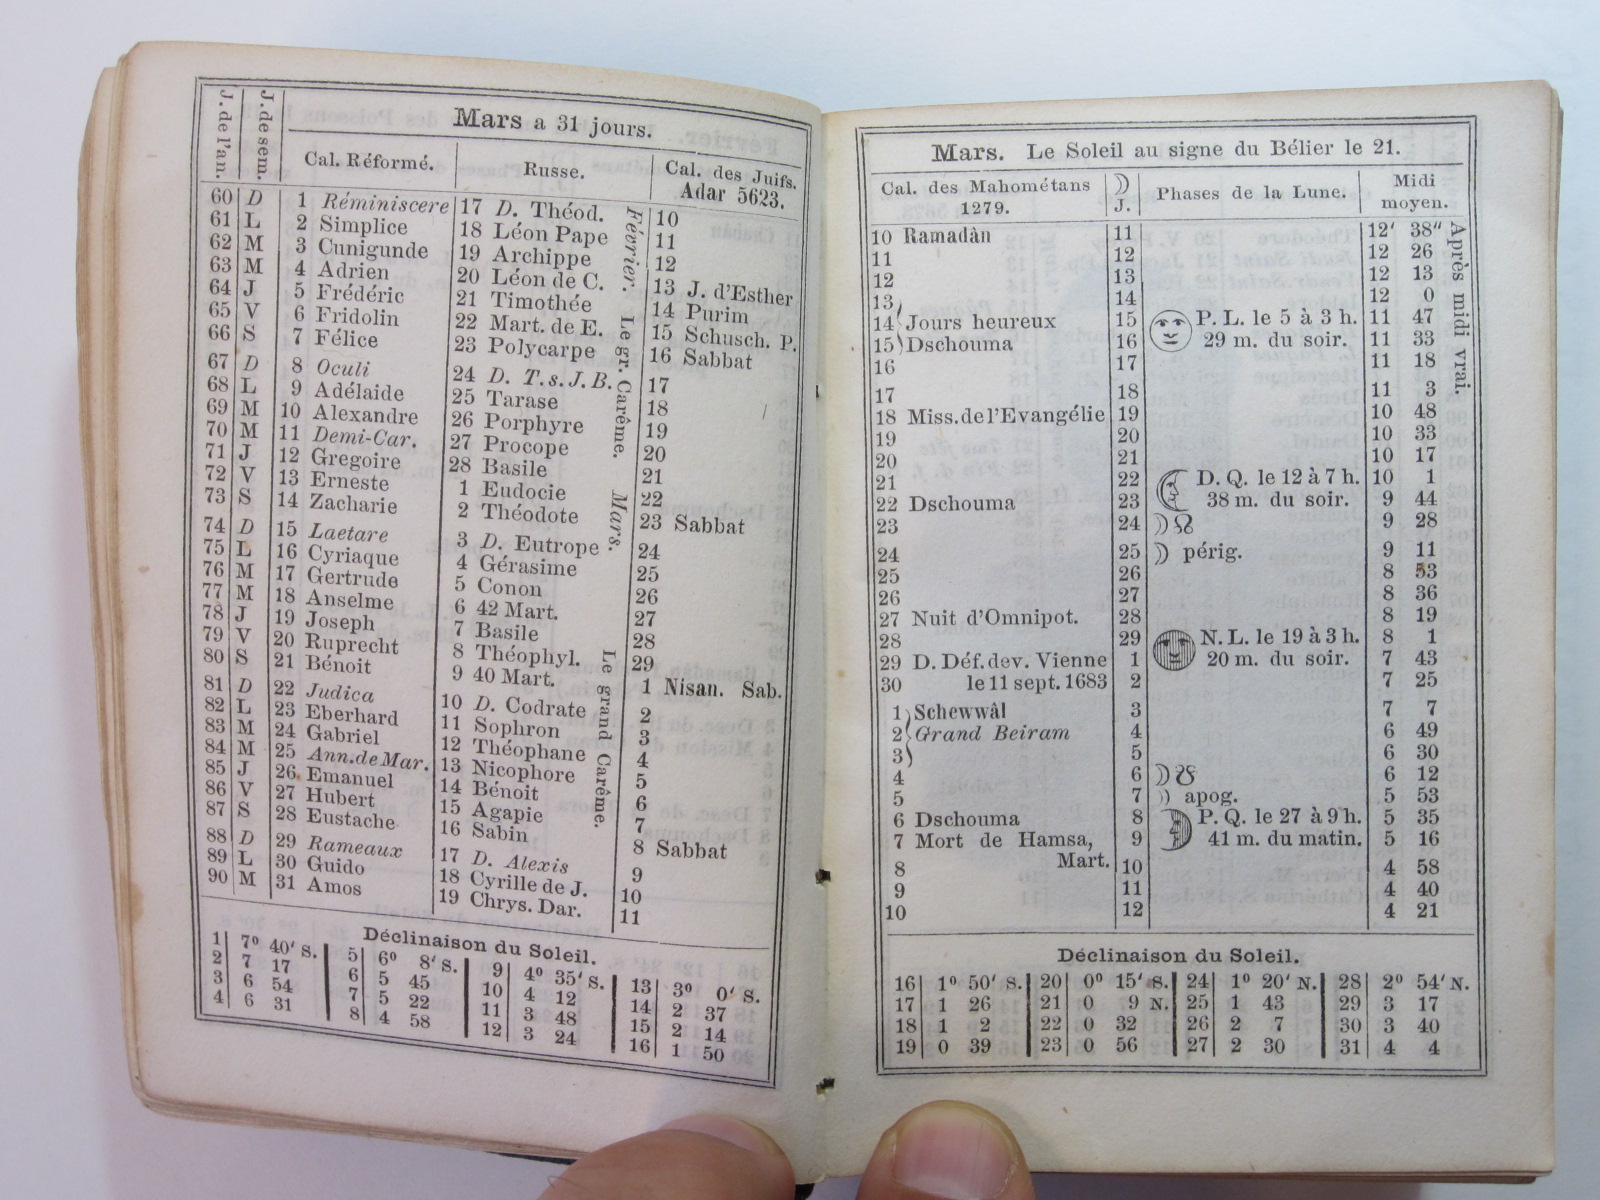 Mars a 31 jours.
J. de l'an. J. de sem. Cal. Réformé. Russe. Cal. des Juifs. Adar 5623.
60 D 1 Réminiscere 17 D. Théod. 10
61 L 2 Simplice 18 Léon Pape 11
62 M 3 Cunigunde 19 Archippe 12
63 M 4 Adrien 20 Léon de C. 13 J. d'Esther
64 J 5 Frédéric 21 Timothée 14 Purim
65 V 6 Fridolin 22 Mart. de E. 15 Schusch. P.
66 S 7 Félice 23 Polycarpe 16 Sabbat
67 D 8 Oculi 24 D. T. s. J. B. 17
68 L 9 Adélaide 25 Tarase 18
69 M 10 Alexandre 26 Porphyre 19
70 M 11 Demi-Car. 27 Procope 20
71 J 12 Gregoire 28 Basile 21
72 V 13 Erneste 1 Eudocie 22
73 S 14 Zacharie 2 Théodote 23 Sabbat
74 D 15 Laetare 3 D. Eutrope 24
75 L 16 Cyriaque 4 Gérasime 25
76 M 17 Gertrude 5 Conon 26
77 M 18 Anselme 6 42 Mart. 27
78 J 19 Joseph 7 Basile 28
79 V 20 Ruprecht 8 Théophyl. 29
80 S 21 Bénoit 9 40 Mart. 1 Nisan. Sab.
81 D 22 Judica 10 D. Codrate 2
82 L 23 Eberhard 11 Sophron 3
83 M 24 Gabriel 12 Théophane 4
84 M 25 Ann. de Mar. 13 Nicophore 5
85 J 26 Emanuel 14 Bénoit 6
86 V 27 Hubert 15 Agapie 7
87 S 28 Eustache 16 Sabin 8 Sabbat
88 D 29 Rameaux 17 D. Alexis 9
89 L 30 Guido 18 Cyrille de J. 10
90 M 31 Amos 19 Chrys. Dar. 11
Février. Le gr. Carême.
Mars. Le grand Carême.
Déclinaison du Soleil.
1 7° 40' S. 5 6° 8' S. 9 4° 35' S. 13 3° 0' S.
2 7 17 6 5 45 10 4 12 14 2 37
3 6 54 7 5 22 11 3 48 15 2 14
4 6 31 8 4 58 12 3 24 16 1 50
Mars. Le Soleil au signe du Bélier le 21.
Cal. des Mahométans 1279. ☽ J. Phases de la Lune. Midi moyen.
10 Ramadàn 11 12' 38"
11 12 12 26
12 13 12 13
13 14 12 0
14 Jours heureux 15 P. L. le 5 à 3 h. 11 47
15 Dschouma 16 29 m. du soir. 11 33
16 17 11 18
17 18 11 3
18 Miss. de l'Evangélie 19 10 48
19 20 10 33
20 21 10 17
21 22 D. Q. le 12 à 7 h. 10 1
22 Dschouma 23 38 m. du soir. 9 44
23 24 ☽☊ 9 28
24 25 ☽ périg. 9 11
25 26 8 53
26 27 8 36
27 Nuit d'Omnipot. 28 8 19
28 29 N. L. le 19 à 3 h. 8 1
29 D. Déf. dev. Vienne 1 20 m. du soir. 7 43
30 le 11 sept. 1683 2 7 25
1 Schewwâl 3 7 7
2 Grand Beiram 4 6 49
3 5 6 30
4 6 ☽☋ 6 12
5 7 ☽ apog. 5 53
6 Dschouma 8 P. Q. le 27 à 9 h. 5 35
7 Mort de Hamsa, 9 41 m. du matin. 5 16
8 Mart. 10 4 58
9 11 4 40
10 12 4 21
Après midi vrai.
Déclinaison du Soleil.
16 1° 50' S. 20 0° 15' S. 24 1° 20' N. 28 2° 54' N.
17 1 26 21 0 9 N. 25 1 43 29 3 17
18 1 2 22 0 32 26 2 7 30 3 40
19 0 39 23 0 56 27 2 30 31 4 4